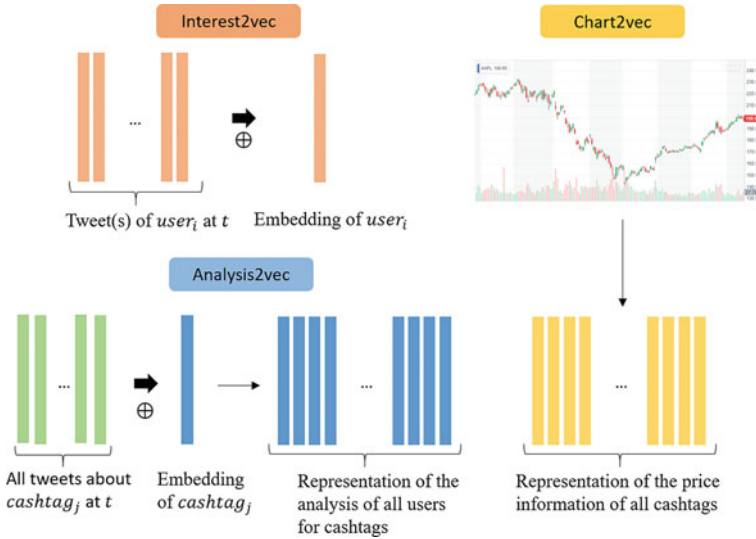 Interest2vec
...
Tweet(s) of user_i at t
⊕
Embedding of user_i
Chart2vec
AAPL
Analysis2vec
...
All tweets about
cashtag_j at t
⊕
Embedding
of cashtag_j
...
Representation of the
analysis of all users
for cashtags
...
Representation of the price
information of all cashtags